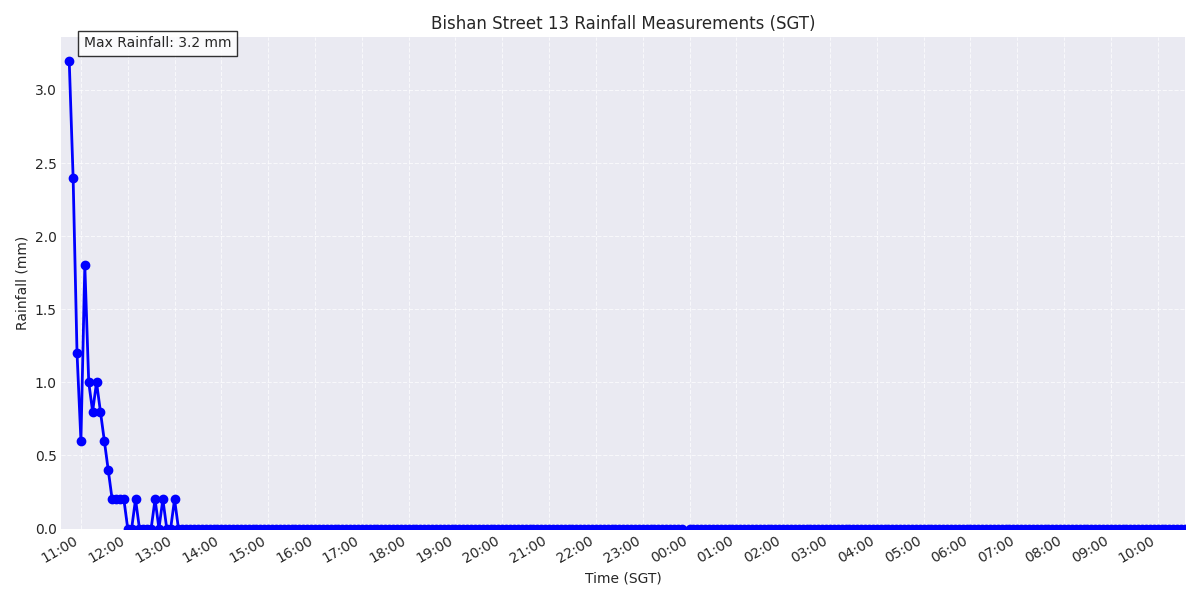 Bishan Street 13 Rainfall Measurements (SGT)
Max Rainfall: 3.2 mm
3.0
2.5
2.0
1.5
1.0
0.5
0.0
Rainfall (mm)
11:00 12:00 13:00 14:00 15:00 16:00 17:00 18:00 19:00 20:00 21:00 22:00 23:00 00:00 01:00 02:00 03:00 04:00 05:00 06:00 07:00 08:00 09:00 10:00
Time (SGT)